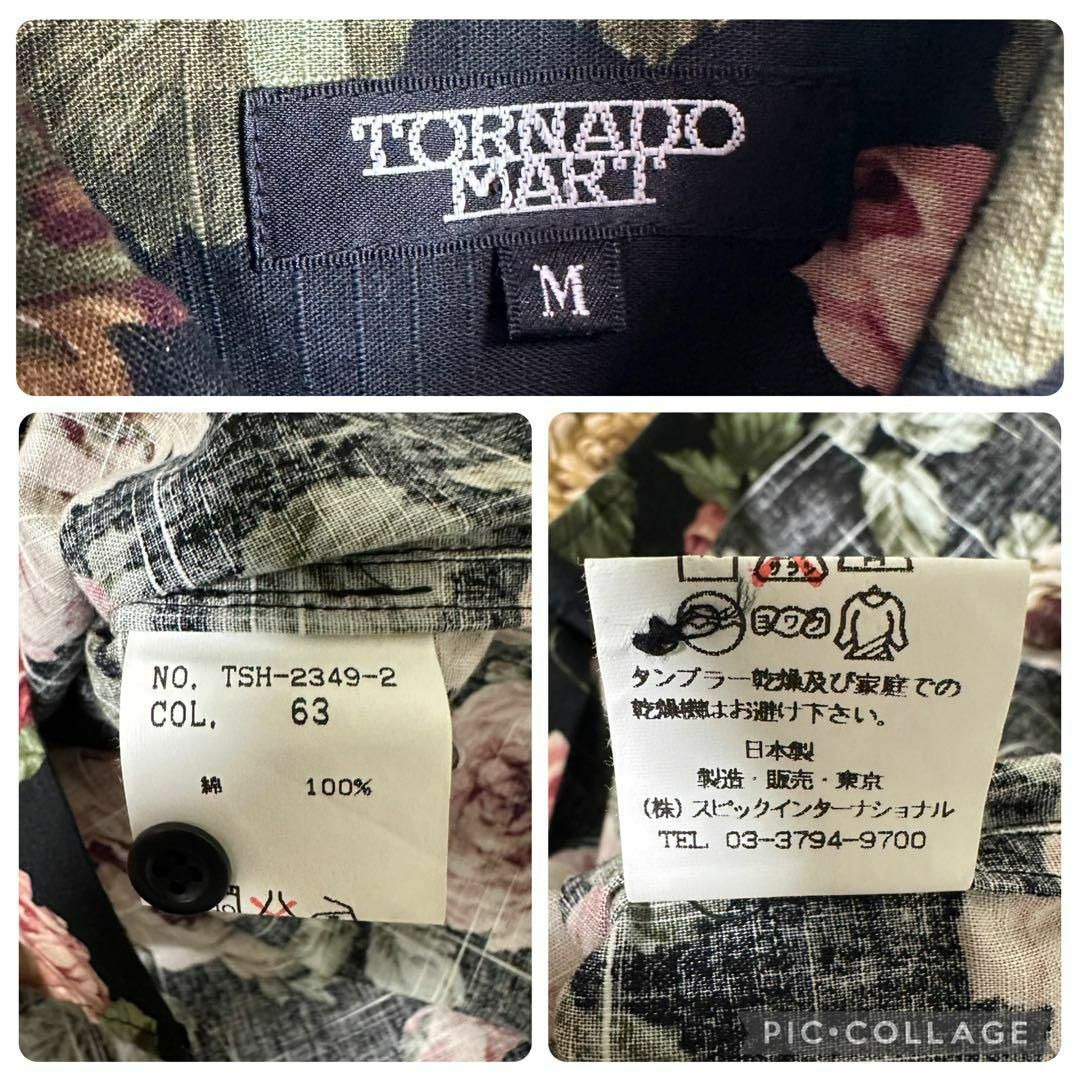 TORNADO
MART
M
NO. TSH-2349-2
COL. 63
綿 100%
サラシ
ヨワク
タンブラー乾燥及び家庭での
乾燥機はお避け下さい。
日本製
製造・販売・東京
(株)スピックインターナショナル
TEL 03-3794-9700
PIC•COLLAGE